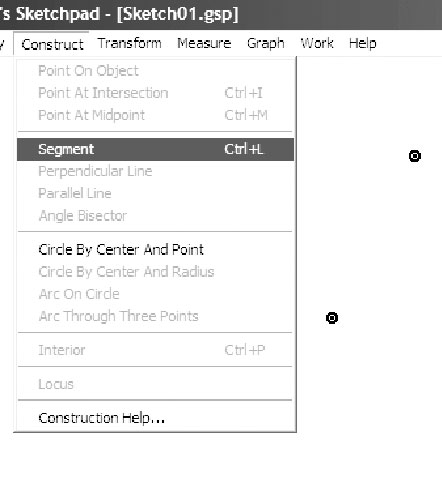 's Sketchpad - [Sketch01.gsp]
y Construct Transform Measure Graph Work Help
Point On Object
Point At Intersection Ctrl+I
Point At Midpoint Ctrl+M
Segment Ctrl+L
Perpendicular Line
Parallel Line
Angle Bisector
Circle By Center And Point
Circle By Center And Radius
Arc On Circle
Arc Through Three Points
Interior Ctrl+P
Locus
Construction Help...